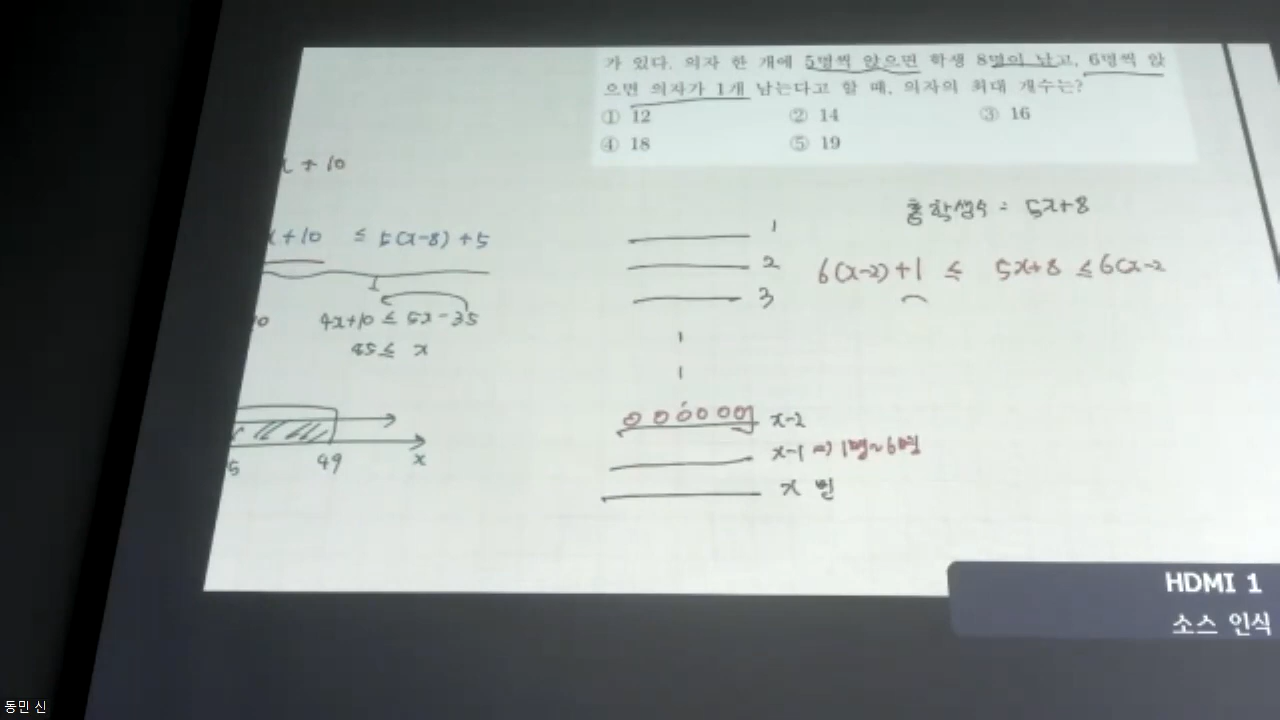 가 있다. 의자 한 개에 5명씩 앉으면 학생 8명이 남고, 6명씩 앉
으면 의자가 1개 남는다고 할 때, 의자의 최대 개수는?
① 12 ② 14 ③ 16
④ 18 ⑤ 19
x + 10
x+10 ≤ 5(x-8) +5
4x+10 ≤ 5x-35
45 ≤ x
49 x
총 학생수 = 5x+8
6(x-2)+1 ≤ 5x+8 ≤ 6(x-2
1
2
3
x-2
x-1 ⇒ 1명~6명
x 빈
HDMI 1
소스 인식
동민 신